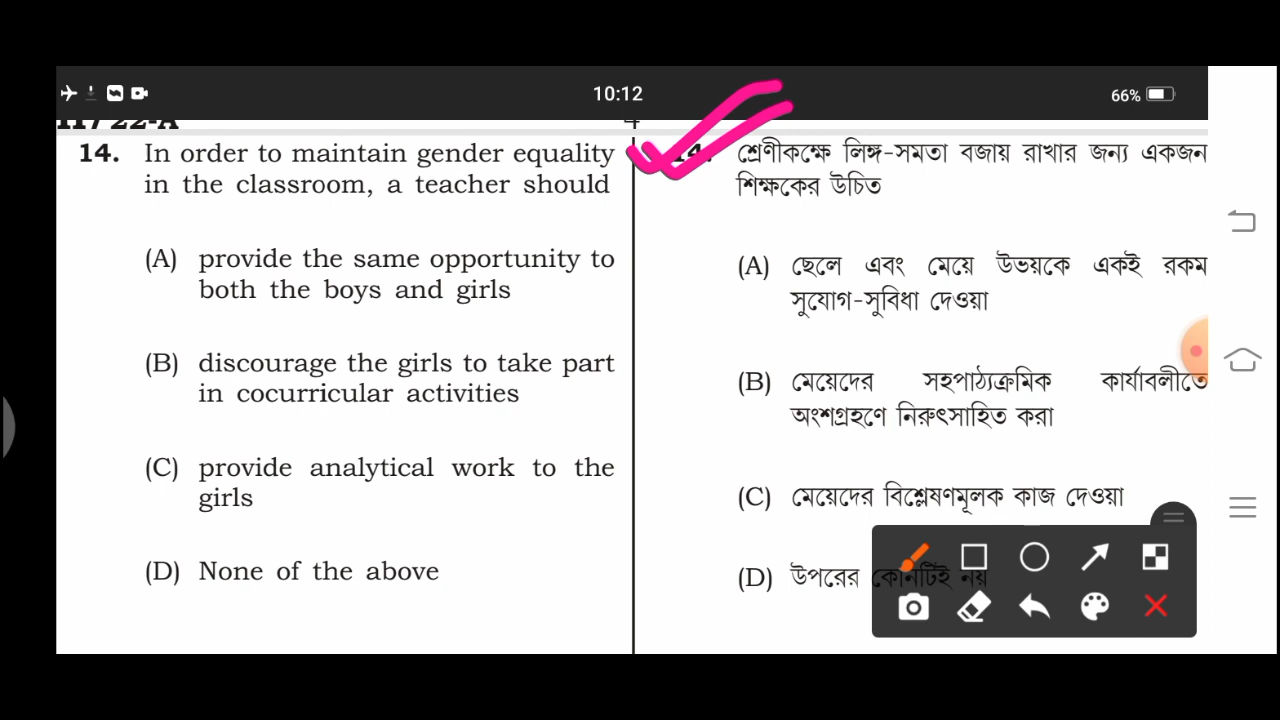 10:12
66%
14. In order to maintain gender equality
in the classroom, a teacher should
(A) provide the same opportunity to
both the boys and girls
(B) discourage the girls to take part
in cocurricular activities
(C) provide analytical work to the
girls
(D) None of the above
14. শ্রেণীকক্ষে লিঙ্গ-সমতা বজায় রাখার জন্য একজন
শিক্ষকের উচিত
(A) ছেলে এবং মেয়ে উভয়কে একই রকম
সুযোগ-সুবিধা দেওয়া
(B) মেয়েদের সহপাঠ্যক্রমিক কার্যাবলীতে
অংশগ্রহণে নিরুৎসাহিত করা
(C) মেয়েদের বিশ্লেষণমূলক কাজ দেওয়া
(D) উপরের কোনটিই নয়